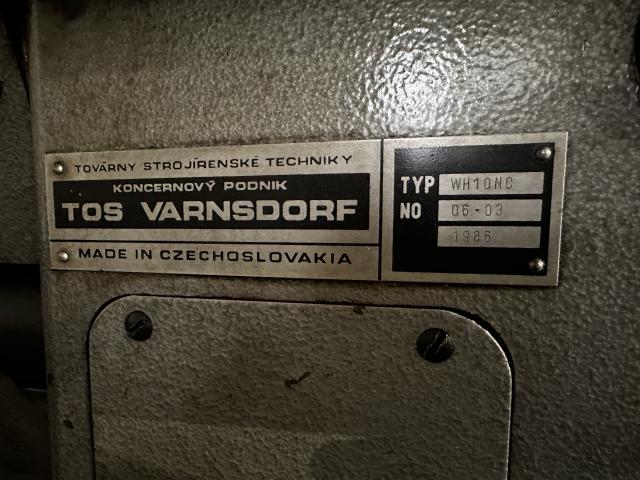 TOVÁRNY STROJÍRENSKÉ TECHNIKY
KONCERNOVÝ PODNIK
TOS VARNSDORF
MADE IN CZECHOSLOVAKIA
TYP WH10NC
NO 06-03
1986